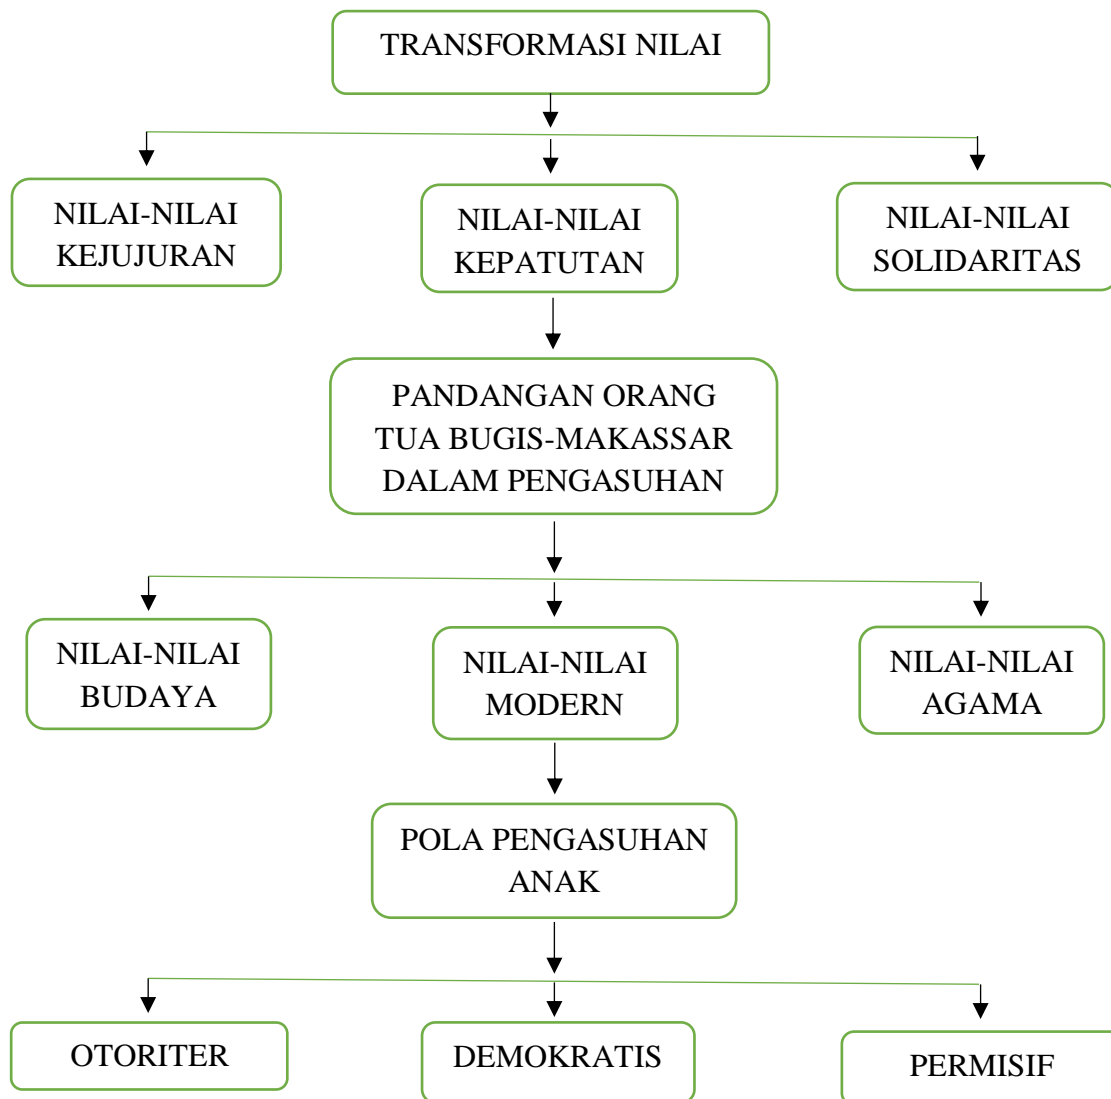 TRANSFORMASI NILAI
NILAI-NILAI
KEJUJURAN
NILAI-NILAI
KEPATUTAN
NILAI-NILAI
SOLIDARITAS
PANDANGAN ORANG
TUA BUGIS-MAKASSAR
DALAM PENGASUHAN
NILAI-NILAI
BUDAYA
NILAI-NILAI
MODERN
NILAI-NILAI
AGAMA
POLA PENGASUHAN
ANAK
OTORITER
DEMOKRATIS
PERMISIF